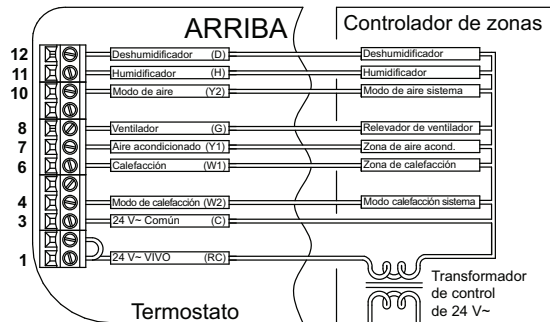 ARRIBA Controlador de zonas
12 Deshumidificador (D) Deshumidificador
11 Humidificador (H) Humidificador
10 Modo de aire (Y2) Modo de aire sistema
8 Ventilador (G) Relevador de ventilador
7 Aire acondicionado (Y1) Zona de aire acond.
6 Calefacción (W1) Zona de calefacción
4 Modo de calefacción (W2) Modo calefacción sistema
3 24 V~ Común (C)
1 24 V~ VIVO (RC)
Termostato
Transformador
de control
de 24 V~